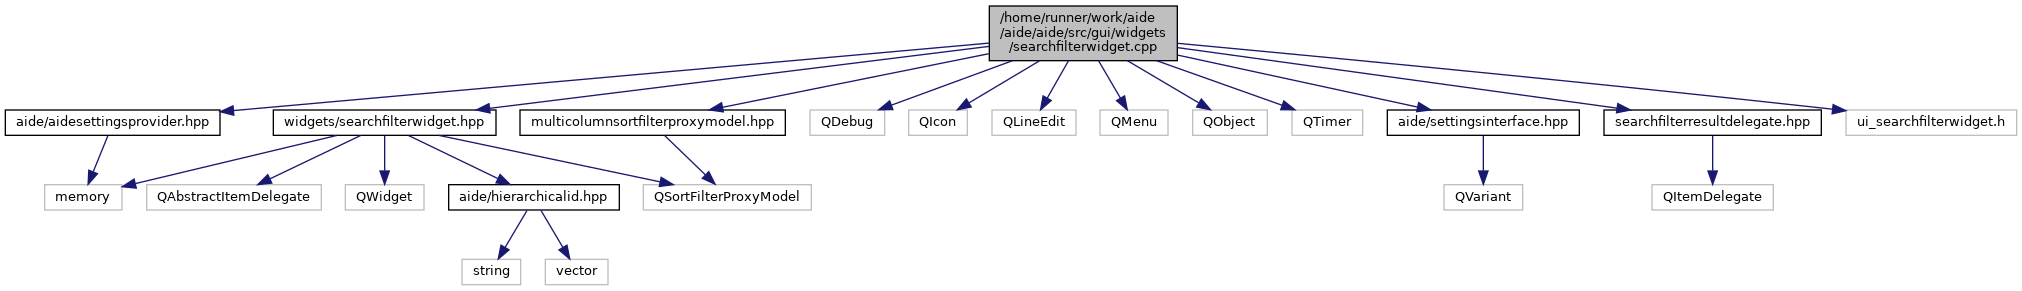 /home/runner/work/aide
/aide/aide/src/gui/widgets
/searchfilterwidget.cpp
aide/aidesettingsprovider.hpp
widgets/searchfilterwidget.hpp
multicolumnsortfilterproxymodel.hpp
QDebug
QIcon
QLineEdit
QMenu
QObject
QTimer
aide/settingsinterface.hpp
searchfilterresultdelegate.hpp
ui_searchfilterwidget.h
memory
QAbstractItemDelegate
QWidget
aide/hierarchicalid.hpp
QSortFilterProxyModel
QVariant
QItemDelegate
string
vector